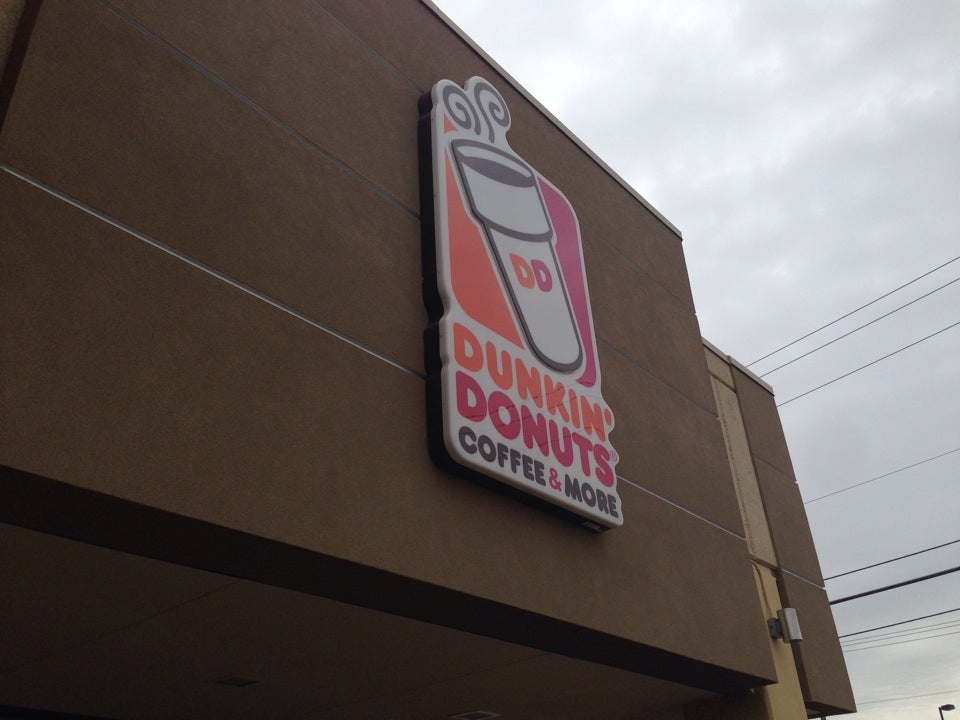 DD
DUNKIN'
DONUTS®
COFFEE & MORE